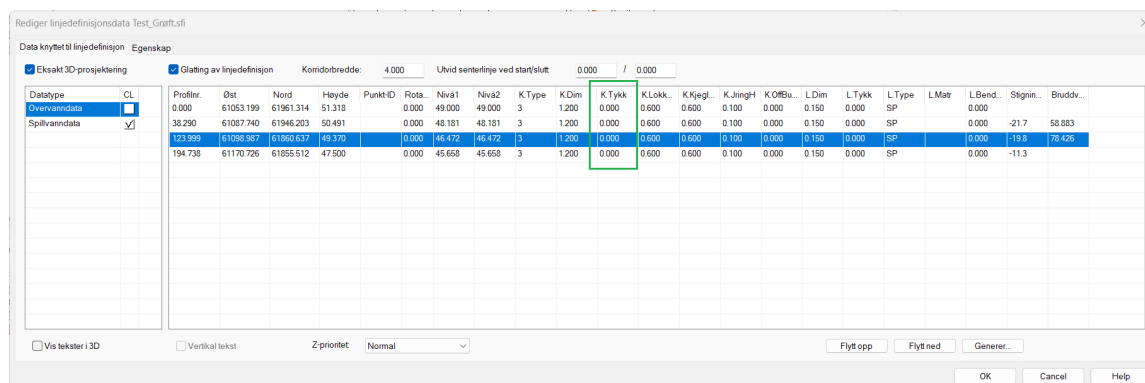 Rediger linjedefinisjonsdata Test_Grøft.sfi
Data knyttet til linjedefinisjon Egenskap
Eksakt 3D-prosjektering Glatting av linjedefinisjon Korridorbredde: 4.000 Utvid senterlinje ved start/slutt: 0.000 / 0.000
Datatype CL Profilnr. Øst Nord Høyde Punkt-ID Rota... Nivå1 Nivå2 K.Type K.Dim K.Tykk K.Lokk... K.Kjegl... K.JringH K.OffBu... L.Dim L.Tykk L.Type L.Matr L.Bend... Stignin... Bruddv...
Overvanndata 0.000 61053.199 61961.314 51.318 0.000 49.000 49.000 3 1.200 0.000 0.600 0.600 0.100 0.000 0.150 0.000 SP 0.000
Spillvanndata 38.290 61087.740 61946.203 50.491 0.000 48.181 48.181 3 1.200 0.000 0.600 0.600 0.100 0.000 0.150 0.000 SP 0.000 -21.7 58.883
123.999 61098.987 61860.637 49.370 0.000 46.472 46.472 3 1.200 0.000 0.600 0.600 0.100 0.000 0.150 0.000 SP 0.000 -19.8 78.426
194.738 61170.726 61855.512 47.500 0.000 45.658 45.658 3 1.200 0.000 0.600 0.600 0.100 0.000 0.150 0.000 SP 0.000 -11.3
Vis tekster i 3D Vertikal tekst Z-prioritet: Normal Flytt opp Flytt ned Generer...
OK Cancel Help